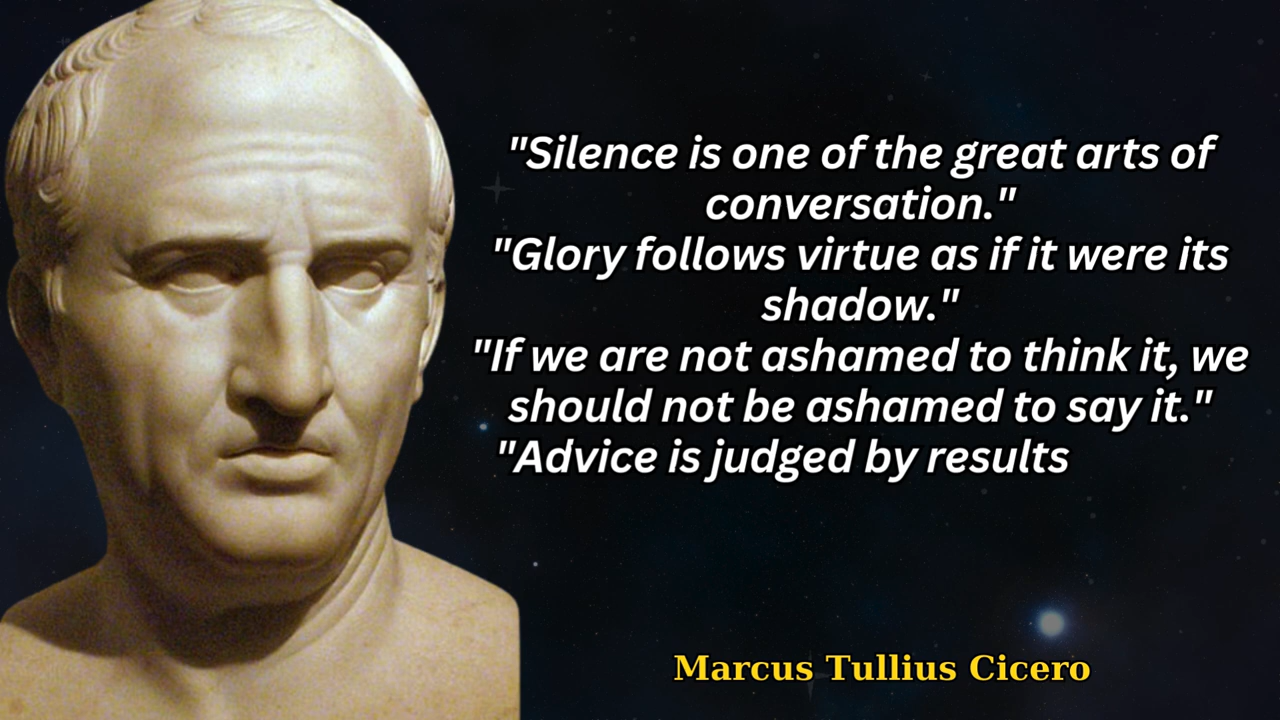 "Silence is one of the great arts of
conversation."
"Glory follows virtue as if it were its
shadow."
"If we are not ashamed to think it, we
should not be ashamed to say it."
"Advice is judged by results
Marcus Tullius Cicero